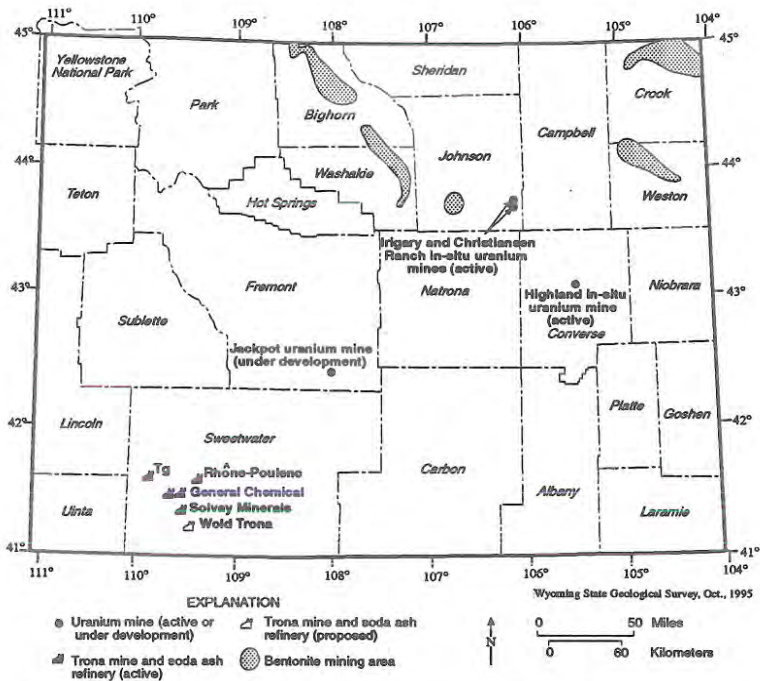 111° 110° 109° 108° 107° 106° 105° 104°
45° 45°
Yellowstone
National Park
Park
Bighorn
Sheridan
Campbell
Crook
Johnson
44° 44°
Washakie
Teton
Hot Springs
Weston
Irigary and Christiansen
Ranch in-situ uranium
mines (active)
43° 43°
Fremont
Natrona
Highland in-situ
uranium mine
(active)
Converse
Niobrara
Sublette
Jackpot uranium mine
(under development)
42° 42°
Lincoln
Sweetwater
Carbon
Albany
Platte
Goshen
Tg
Rhône-Poulenc
General Chemical
Solvay Minerals
Wold Trona
Uinta
Laramie
41° 41°
111° 110° 109° 108° 107° 106° 105° 104°
Wyoming State Geological Survey, Oct., 1995
EXPLANATION
Uranium mine (active or
under development)
Trona mine and soda ash
refinery (active)
Trona mine and soda ash
refinery (proposed)
Bentonite mining area
N
0 50 Miles
0 60 Kilometers